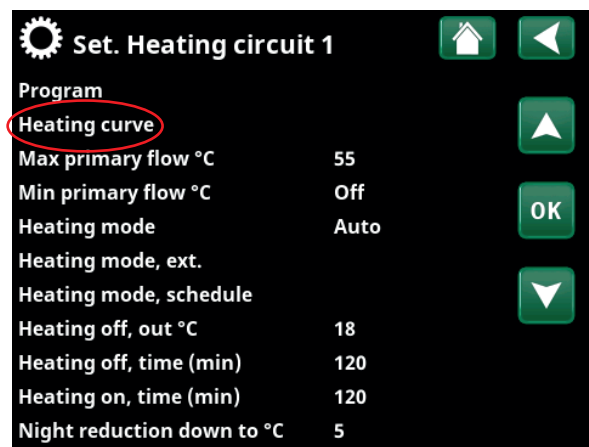 Set. Heating circuit 1
Program
Heating curve
Max primary flow °C 55
Min primary flow °C Off
Heating mode Auto
OK
Heating mode, ext.
Heating mode, schedule
Heating off, out °C 18
Heating off, time (min) 120
Heating on, time (min) 120
Night reduction down to °C 5